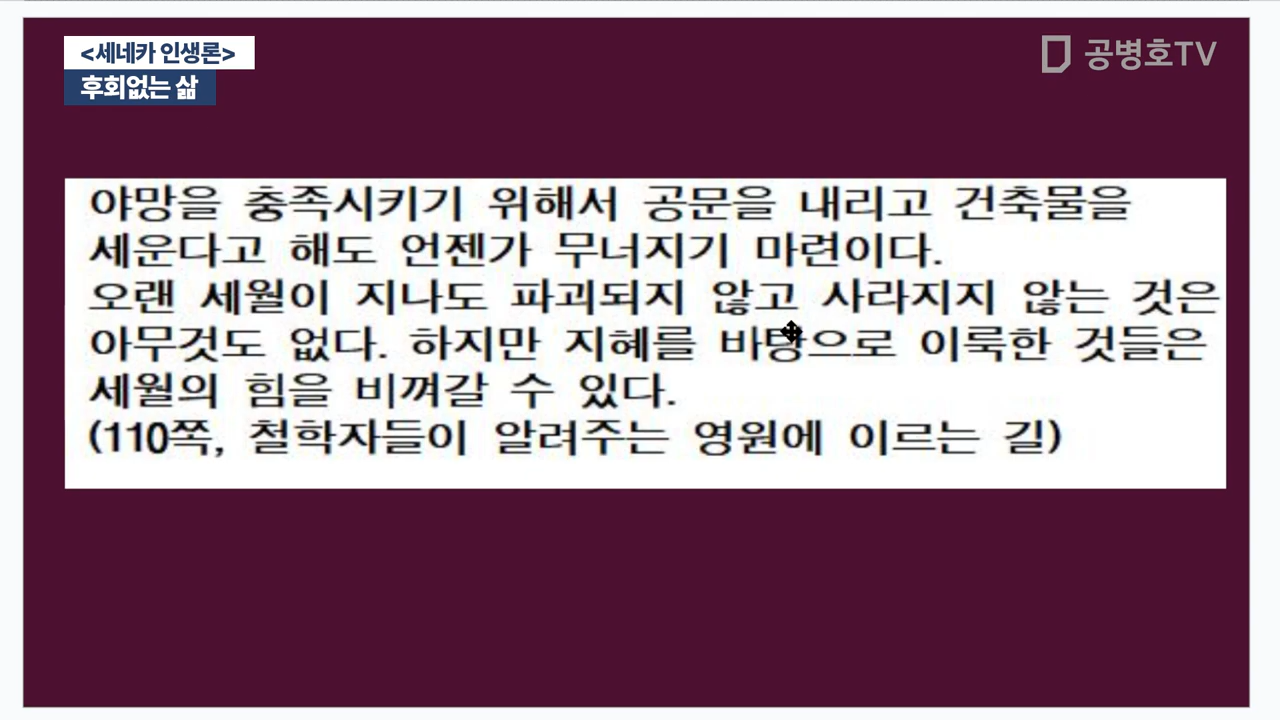 <세네카 인생론>
후회없는 삶
공병호TV
야망을 충족시키기 위해서 공문을 내리고 건축물을
세운다고 해도 언젠가 무너지기 마련이다.
오랜 세월이 지나도 파괴되지 않고 사라지지 않는 것은
아무것도 없다. 하지만 지혜를 바탕으로 이룩한 것들은
세월의 힘을 비껴갈 수 있다.
(110쪽, 철학자들이 알려주는 영원에 이르는 길)